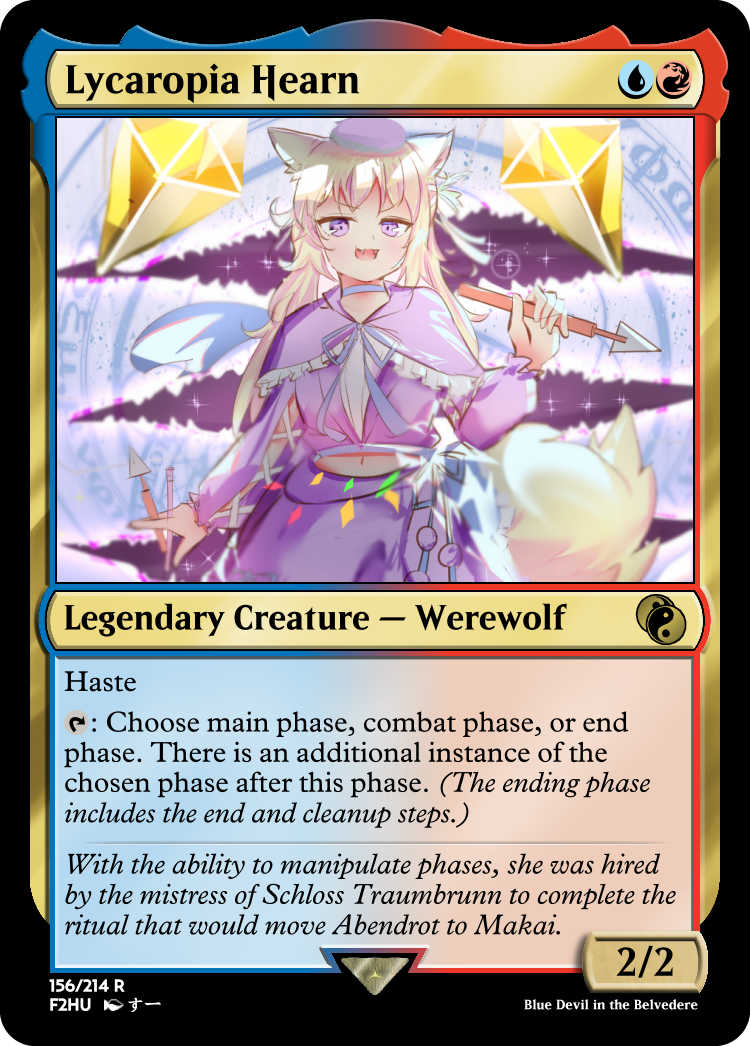 Lycaropia Hearn
Legendary Creature — Werewolf
Haste
: Choose main phase, combat phase, or end
phase. There is an additional instance of the
chosen phase after this phase. (The ending phase
includes the end and cleanup steps.)
With the ability to manipulate phases, she was hired
by the mistress of Schloss Traumbrunn to complete the
ritual that would move Abendrot to Makai.
2/2
156/214 R
F2HU すー
Blue Devil in the Belvedere